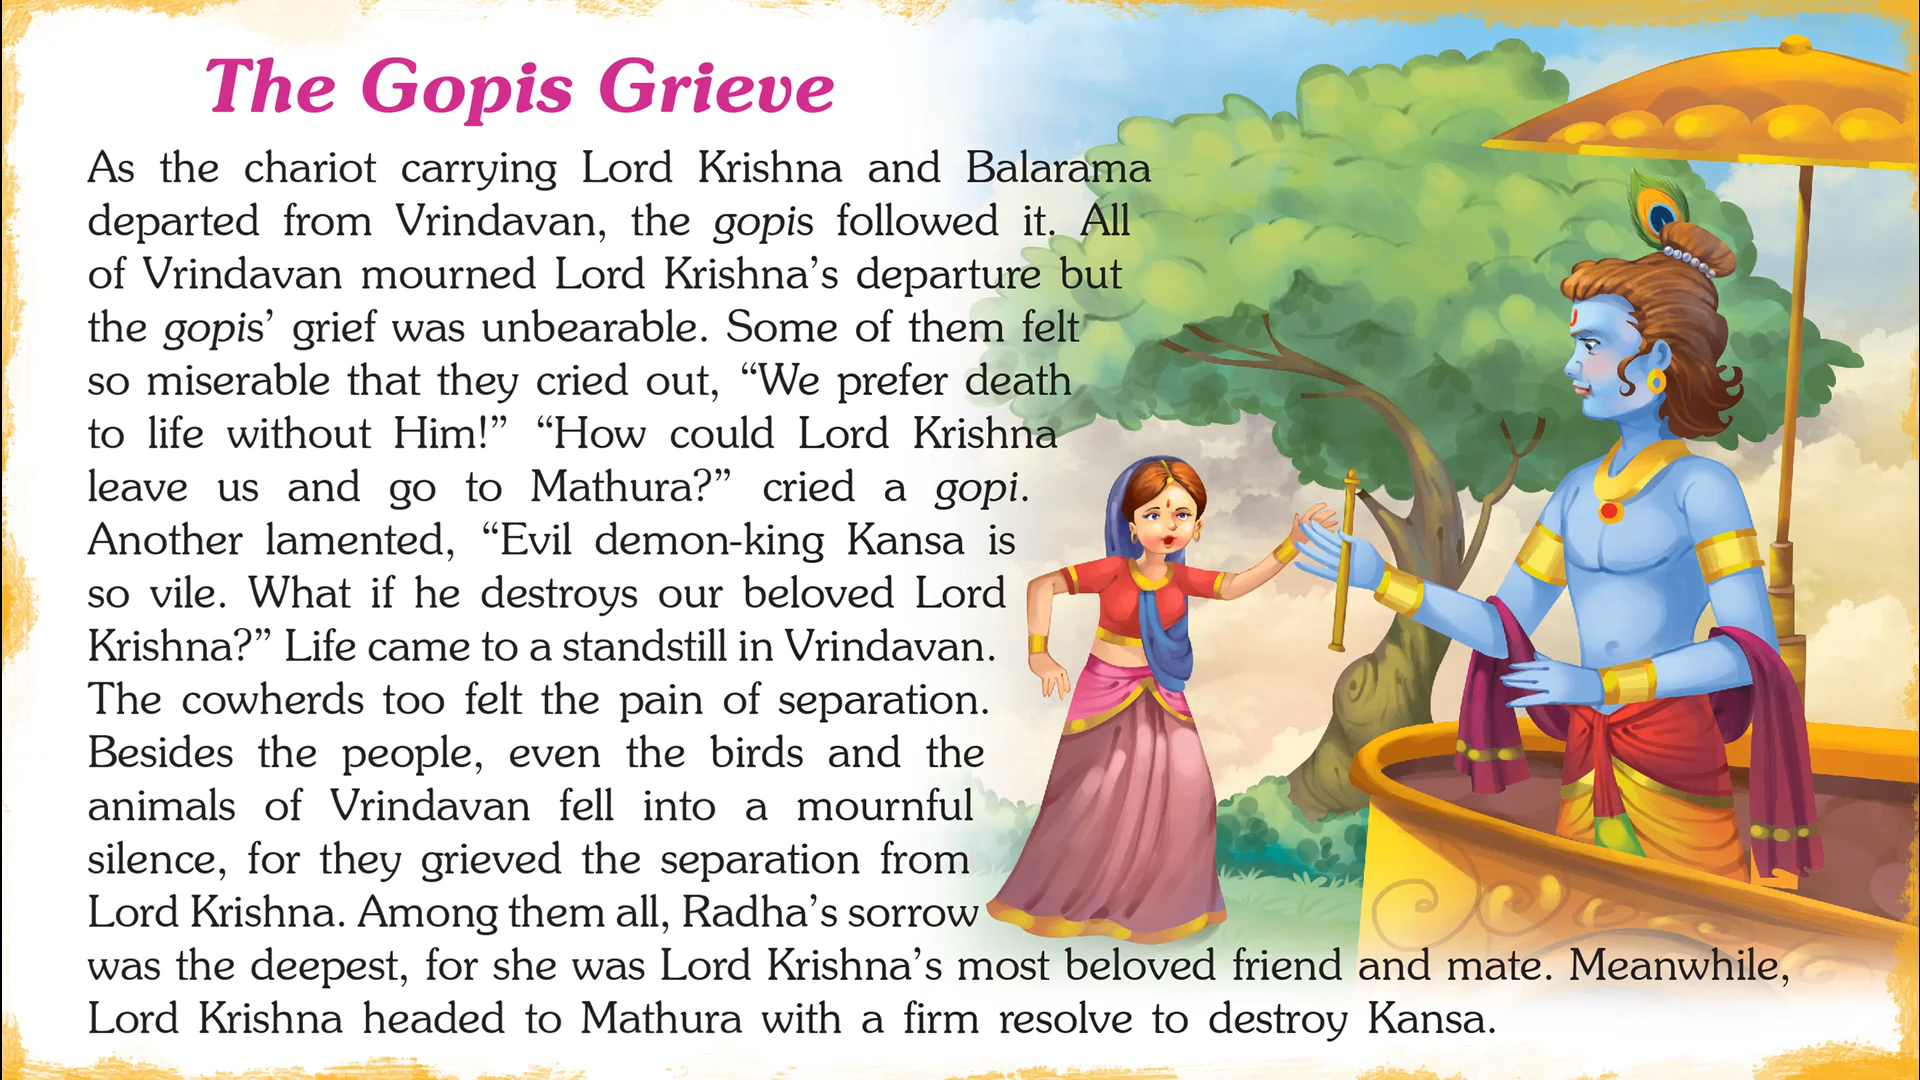 The Gopis Grieve
As the chariot carrying Lord Krishna and Balarama
departed from Vrindavan, the gopis followed it. All
of Vrindavan mourned Lord Krishna’s departure but
the gopis’ grief was unbearable. Some of them felt
so miserable that they cried out, “We prefer death
to life without Him!” “How could Lord Krishna
leave us and go to Mathura?” cried a gopi.
Another lamented, “Evil demon-king Kansa is
so vile. What if he destroys our beloved Lord
Krishna?” Life came to a standstill in Vrindavan.
The cowherds too felt the pain of separation.
Besides the people, even the birds and the
animals of Vrindavan fell into a mournful
silence, for they grieved the separation from
Lord Krishna. Among them all, Radha’s sorrow
was the deepest, for she was Lord Krishna’s most beloved friend and mate. Meanwhile,
Lord Krishna headed to Mathura with a firm resolve to destroy Kansa.